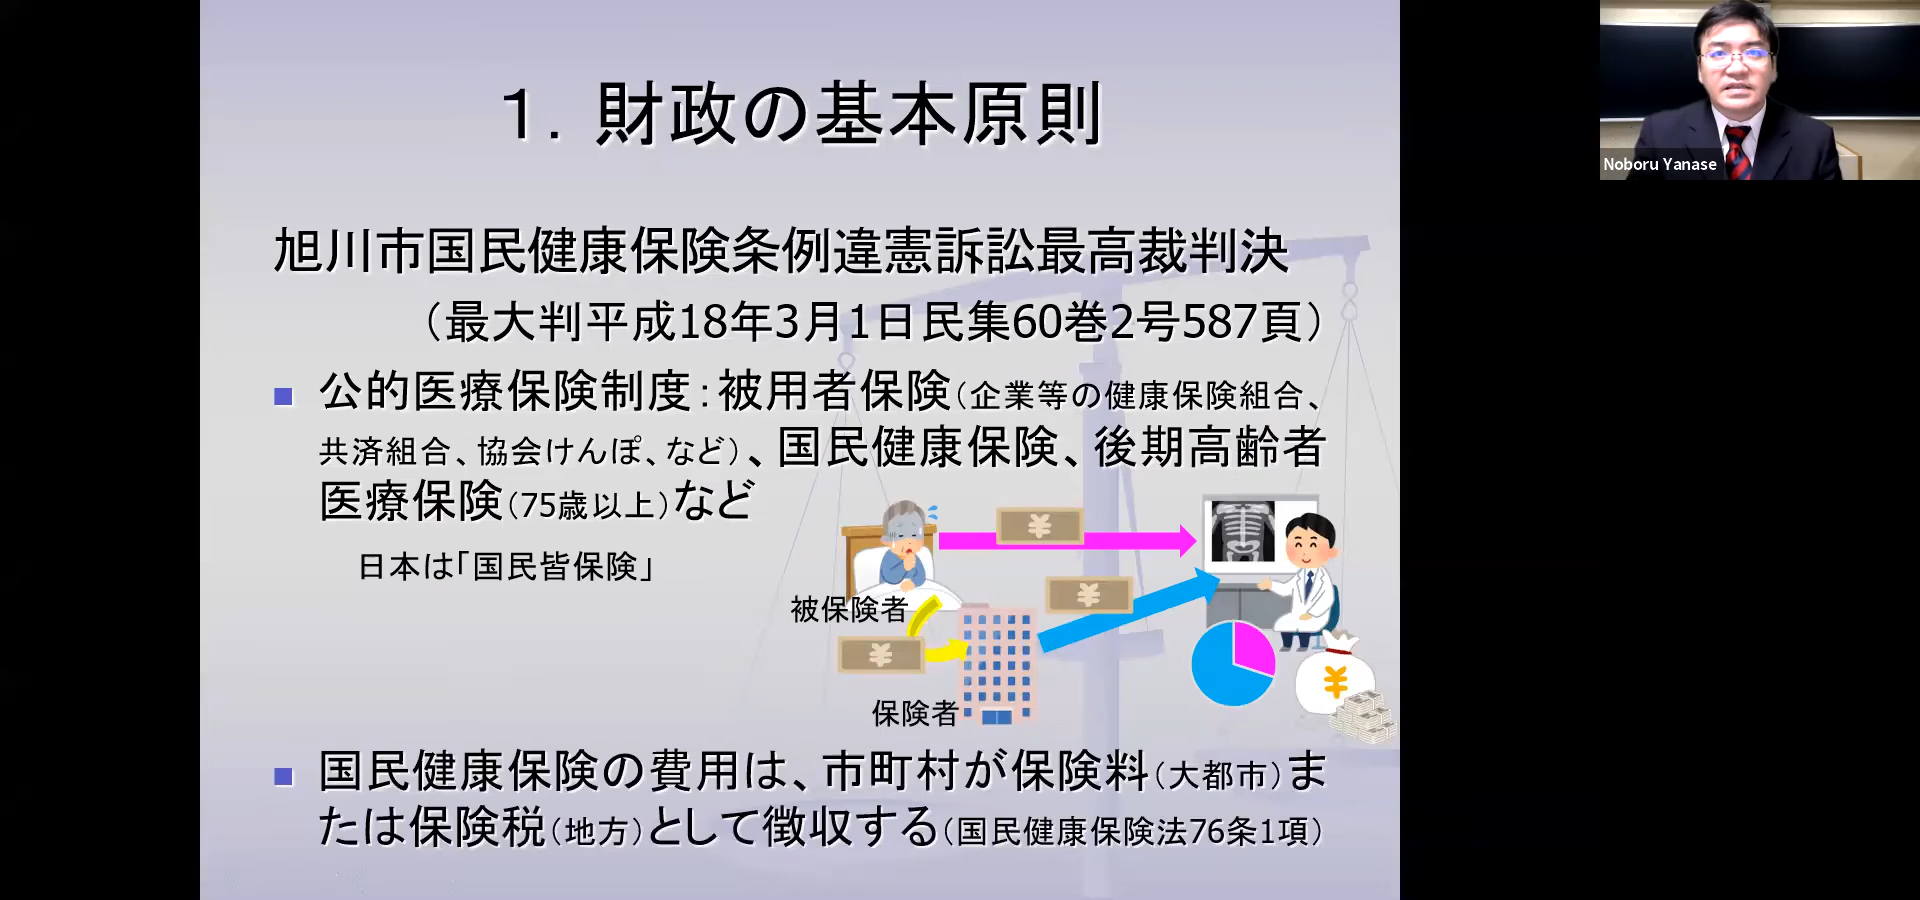 １．財政の基本原則
旭川市国民健康保険条例違憲訴訟最高裁判決
（最大判平成18年3月1日民集60巻2号587頁）
■ 公的医療保険制度：被用者保険（企業等の健康保険組合、
共済組合、協会けんぽ、など）、国民健康保険、後期高齢者
医療保険（75歳以上）など
日本は「国民皆保険」
¥
¥
被保険者
¥
¥
保険者
■ 国民健康保険の費用は、市町村が保険料（大都市）ま
たは保険税（地方）として徴収する（国民健康保険法76条1項）
Noboru Yanase